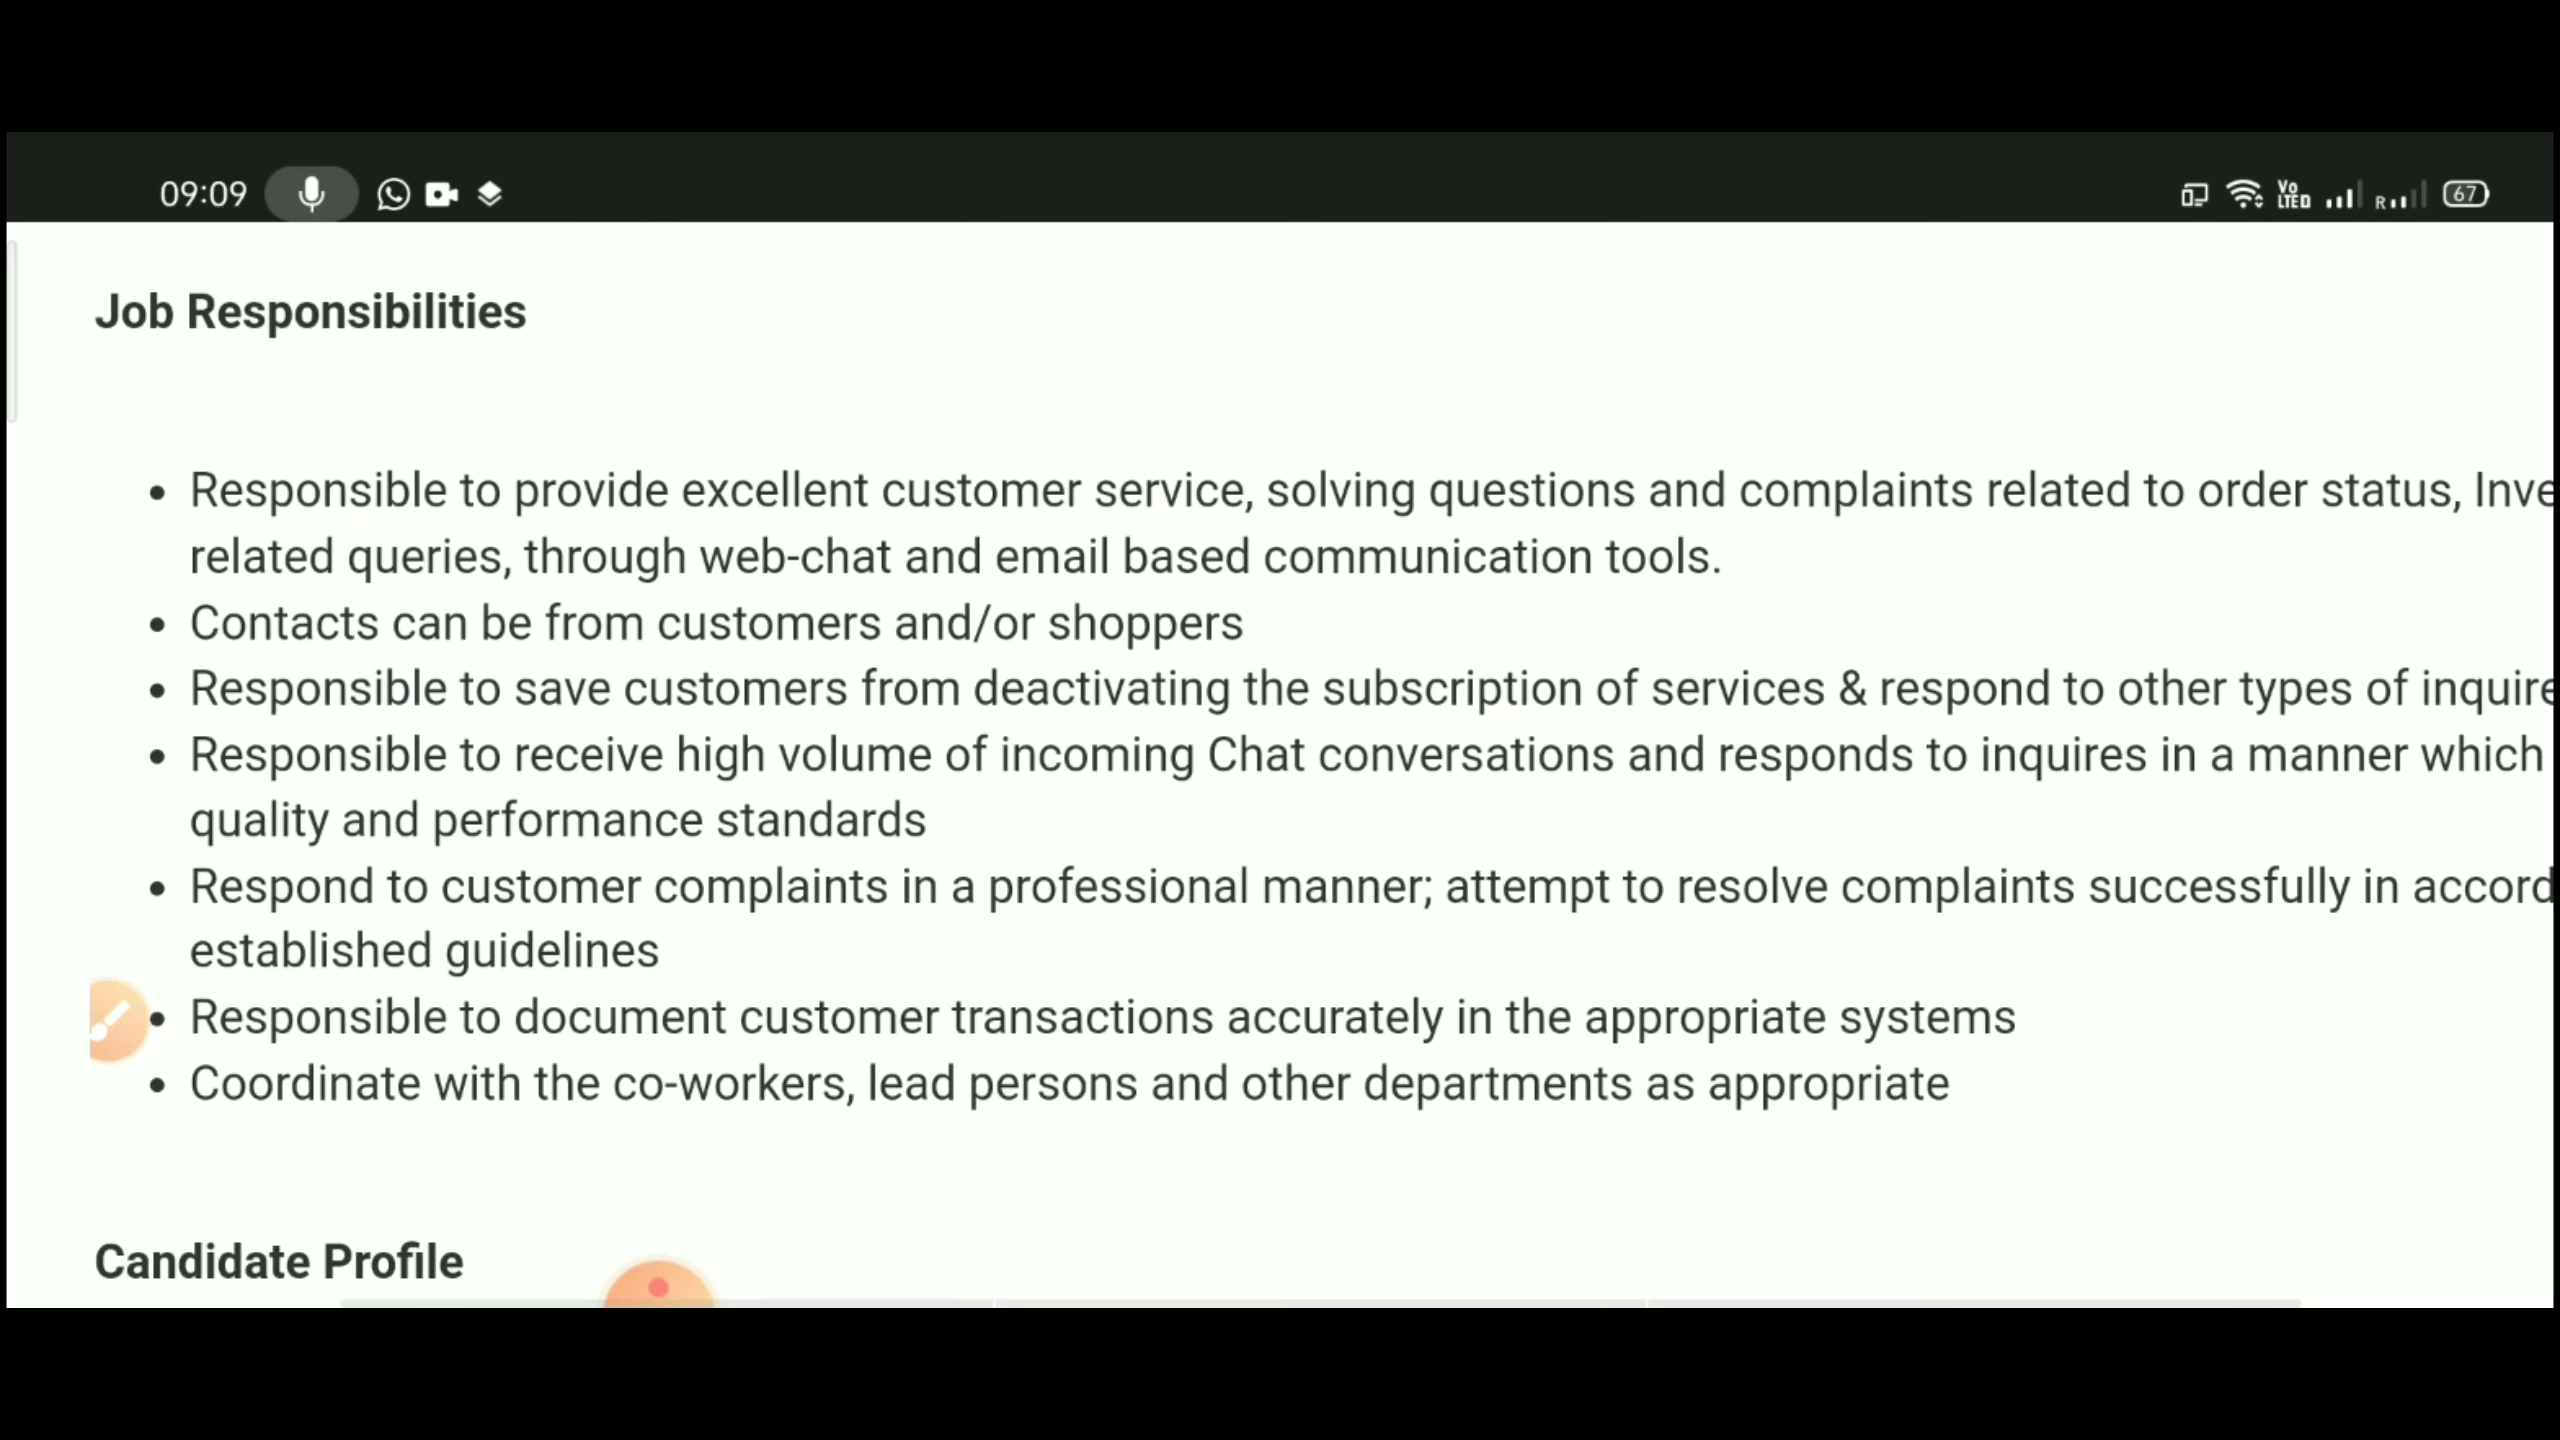 09:09
Vo
LTE
R
67
Job Responsibilities
• Responsible to provide excellent customer service, solving questions and complaints related to order status,
related queries, through web-chat and email based communication tools.
• Contacts can be from customers and/or shoppers
• Responsible to save customers from deactivating the subscription of services & respond to other types of
• Responsible to receive high volume of incoming Chat conversations and responds to inquires in a manner which
quality and performance standards
• Respond to customer complaints in a professional manner; attempt to resolve complaints successfully in
established guidelines
• Responsible to document customer transactions accurately in the appropriate systems
• Coordinate with the co-workers, lead persons and other departments as appropriate
Candidate Profile